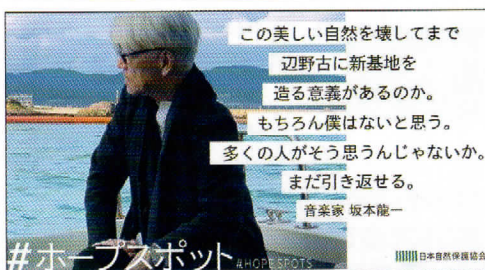 この美しい自然を壊してまで
辺野古に新基地を
造る意義があるのか。
もちろん僕はないと思う。
多くの人がそう思うんじゃないか。
まだ引き返せる。
音楽家 坂本龍一
#ホープスポット #HOPESPOTS
日本自然保護協会